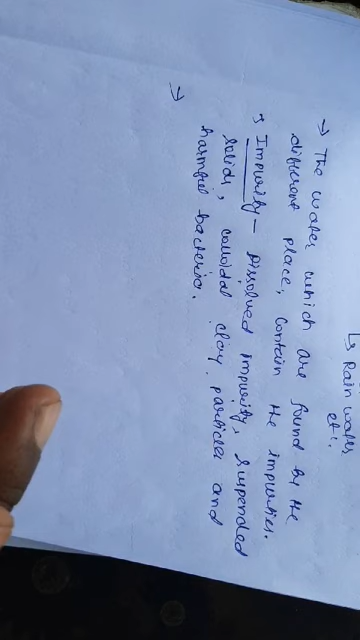 ↳ Rain water
etc.
→ The water which are found by the
different place, contain the impurities.
→ Impurity - Dissolved impurity, suspended
solids, colloidal clay particles and
harmful bacteria.
→